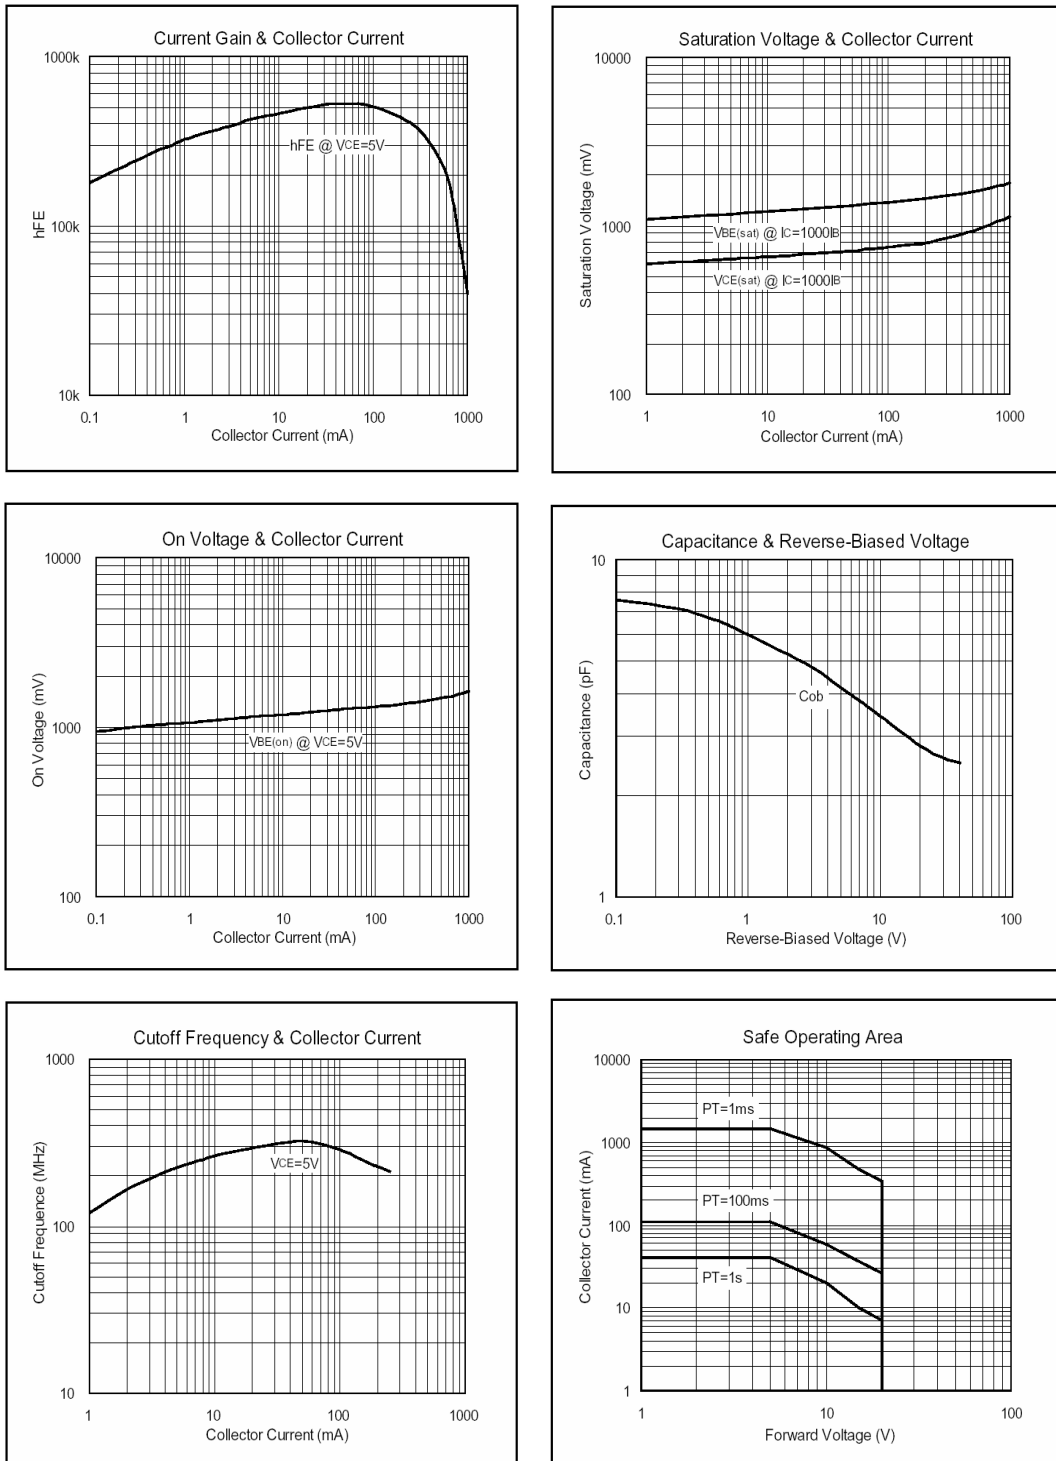 Current Gain & Collector Current
1000k
100k
10k
hFE
hFE @ VCE=5V
0.1 1 10 100 1000
Collector Current (mA)
Saturation Voltage & Collector Current
10000
1000
100
Saturation Voltage (mV)
VBE(sat) @ IC=1000IB
VCE(sat) @ IC=1000IB
1 10 100 1000
Collector Current (mA)
On Voltage & Collector Current
10000
1000
100
On Voltage (mV)
VBE(on) @ VCE=5V
0.1 1 10 100 1000
Collector Current (mA)
Capacitance & Reverse-Biased Voltage
10
1
Capacitance (pF)
Cob
0.1 1 10 100
Reverse-Biased Voltage (V)
Cutoff Frequency & Collector Current
1000
100
10
Cutoff Frequence (MHz)
VCE=5V
1 10 100 1000
Collector Current (mA)
Safe Operating Area
10000
1000
100
10
1
Collector Current (mA)
PT=1ms
PT=100ms
PT=1s
1 10 100
Forward Voltage (V)